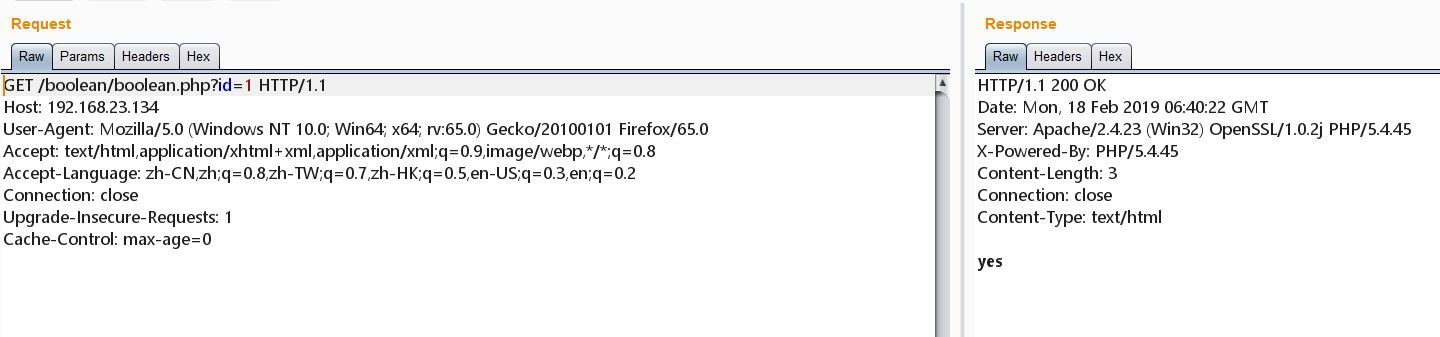 Request
Raw Params Headers Hex
GET /boolean/boolean.php?id=1 HTTP/1.1
Host: 192.168.23.134
User-Agent: Mozilla/5.0 (Windows NT 10.0; Win64; x64; rv:65.0) Gecko/20100101 Firefox/65.0
Accept: text/html,application/xhtml+xml,application/xml;q=0.9,image/webp,*/*;q=0.8
Accept-Language: zh-CN,zh;q=0.8,zh-TW;q=0.7,zh-HK;q=0.5,en-US;q=0.3,en;q=0.2
Connection: close
Upgrade-Insecure-Requests: 1
Cache-Control: max-age=0
Response
Raw Headers Hex
HTTP/1.1 200 OK
Date: Mon, 18 Feb 2019 06:40:22 GMT
Server: Apache/2.4.23 (Win32) OpenSSL/1.0.2j PHP/5.4.45
X-Powered-By: PHP/5.4.45
Content-Length: 3
Connection: close
Content-Type: text/html
yes